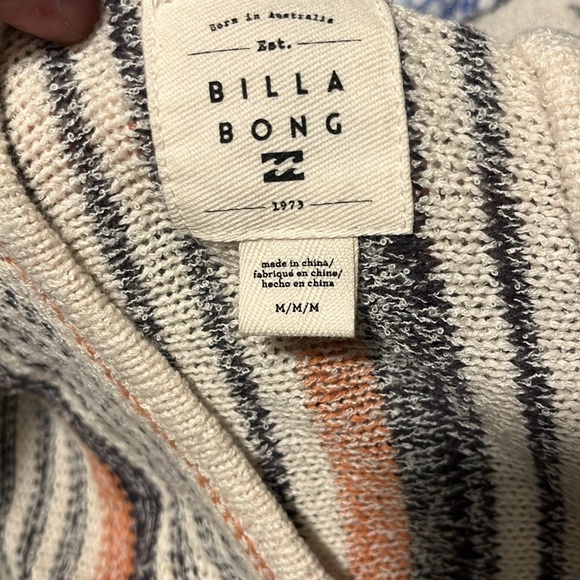 Born in Australia
Est.
BILLA
BONG
1973
made in china/
fabriqué en chine/
hecho en china
M/M/M